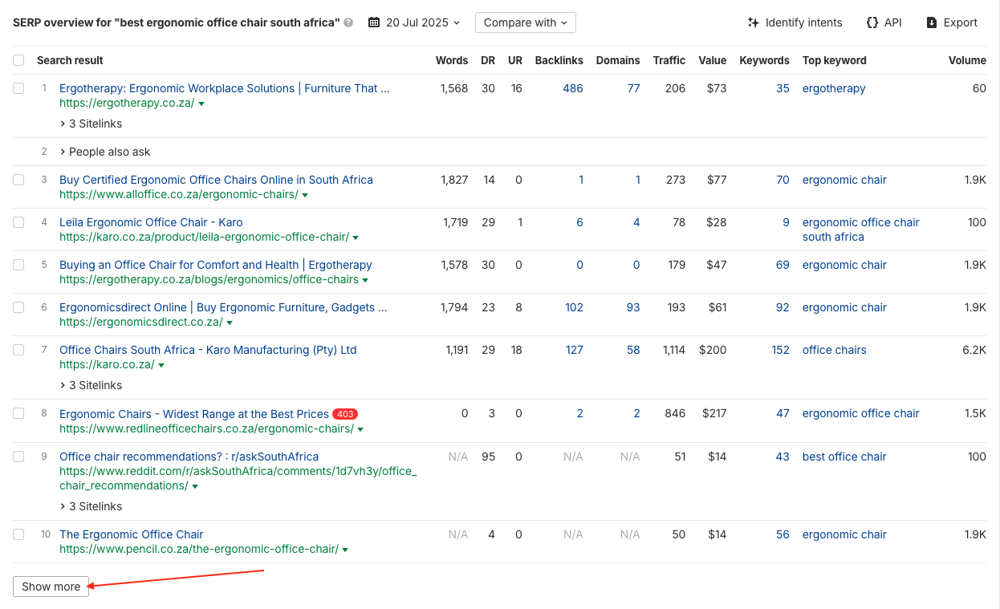 SERP overview for "best ergonomic office chair south africa" ? 20 Jul 2025 Compare with Identify intents API Export
Search result Words DR UR Backlinks Domains Traffic Value Keywords Top keyword Volume
1 Ergotherapy: Ergonomic Workplace Solutions | Furniture That ... 1,568 30 16 486 77 206 $73 35 ergotherapy 60
https://ergotherapy.co.za/
3 Sitelinks
2 People also ask
3 Buy Certified Ergonomic Office Chairs Online in South Africa 1,827 14 0 1 1 273 $77 70 ergonomic chair 1.9K
https://www.alloffice.co.za/ergonomic-chairs/
4 Leila Ergonomic Office Chair - Karo 1,719 29 1 6 4 78 $28 9 ergonomic office chair 100
https://karo.co.za/product/leila-ergonomic-office-chair/ south africa
5 Buying an Office Chair for Comfort and Health | Ergotherapy 1,578 30 0 0 0 179 $47 69 ergonomic chair 1.9K
https://ergotherapy.co.za/blogs/ergonomics/office-chairs
6 Ergonomicsdirect Online | Buy Ergonomic Furniture, Gadgets ... 1,794 23 8 102 93 193 $61 92 ergonomic chair 1.9K
https://ergonomicsdirect.co.za/
7 Office Chairs South Africa - Karo Manufacturing (Pty) Ltd 1,191 29 18 127 58 1,114 $200 152 office chairs 6.2K
https://karo.co.za/
3 Sitelinks
8 Ergonomic Chairs - Widest Range at the Best Prices 403 0 3 0 2 2 846 $217 47 ergonomic office chair 1.5K
https://www.redlineofficechairs.co.za/ergonomic-chairs/
9 Office chair recommendations? : r/askSouthAfrica N/A 95 0 N/A N/A 51 $14 43 best office chair 100
https://www.reddit.com/r/askSouthAfrica/comments/1d7vh3y/office_
chair_recommendations/
3 Sitelinks
10 The Ergonomic Office Chair N/A 4 0 N/A N/A 50 $14 56 ergonomic chair 1.9K
https://www.pencil.co.za/the-ergonomic-office-chair/
Show more